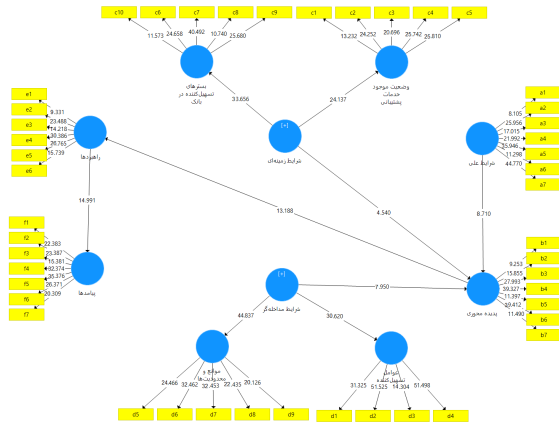 c10
c6
c7
c8
c9
11.573
24.658
40.492
10.740
25.680
بسترهای
تسهیل‌کننده در
بانک
c1
c2
c3
c4
c5
13.232
24.252
20.696
25.742
25.810
وضعیت موجود
خدمات
پشتیبانی
33.656
24.137
[+]
شرایط زمینه‌ای
e1
e2
e3
e4
e5
e6
9.331
23.488
14.218
30.386
26.765
15.739
راهبردها
a1
a2
a3
a4
a5
a6
a7
8.105
25.956
17.015
21.992
11.298
44.770
شرایط علی
14.991
13.188
4.540
8.710
f1
f2
f3
f4
f5
f6
f7
22.383
23.387
15.381
32.374
26.371
20.309
پیامدها
[+]
شرایط مداخله‌گر
7.950
b1
b2
b3
b4
b5
b6
b7
9.253
15.855
27.993
39.327
11.397
11.490
پدیده محوری
44.837
30.620
موانع و
محدودیت‌ها
24.466
32.462
32.453
22.435
20.126
d5
d6
d7
d8
d9
عوامل
تسهیل‌کننده
31.325
51.525
14.304
51.498
d1
d2
d3
d4